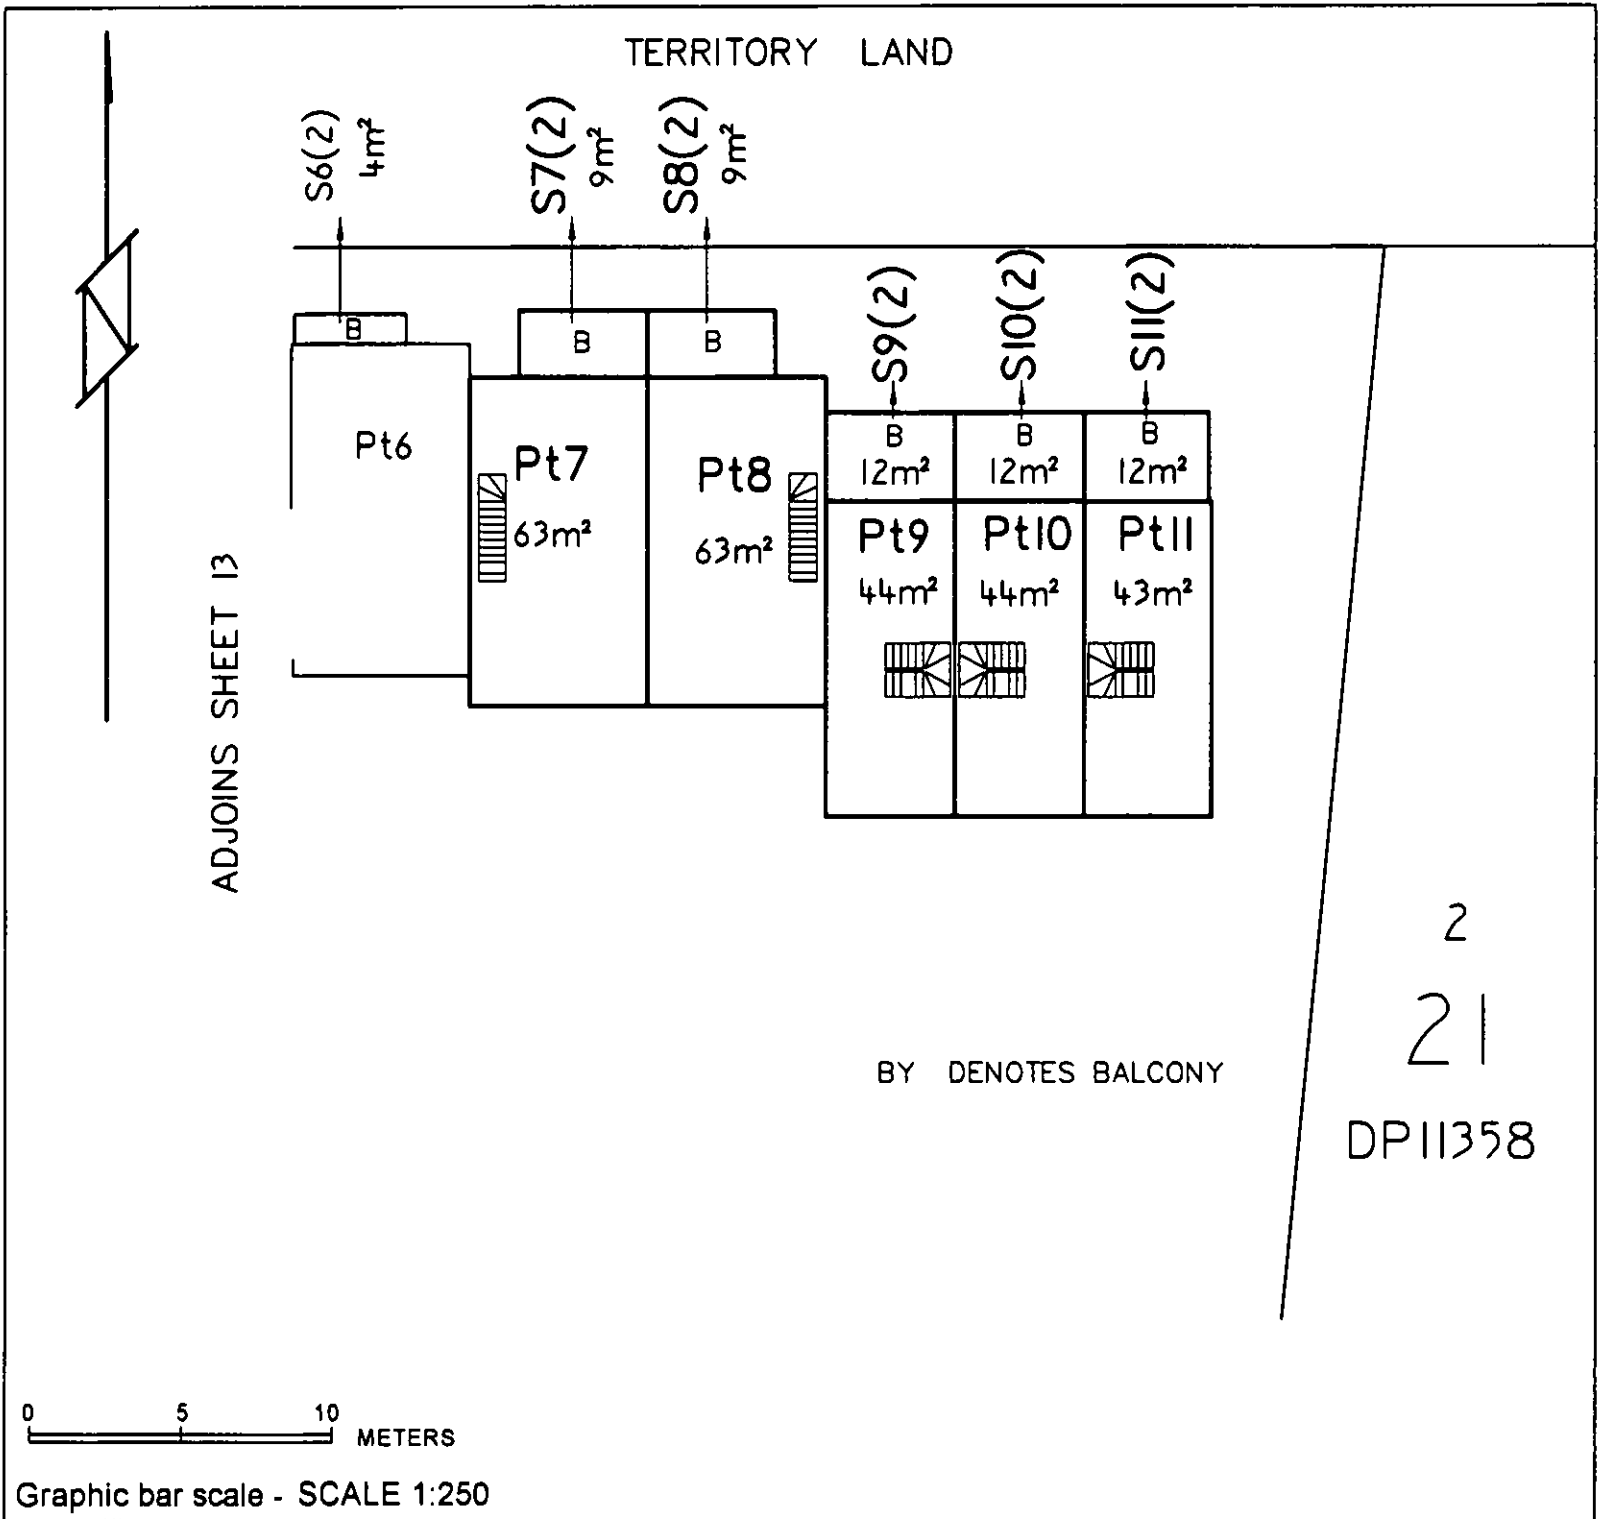 TERRITORY LAND
S6(2)
4m²
S7(2)
9m²
S8(2)
9m²
S9(2)
S10(2)
S11(2)
B
B
B
B
B
B
12m²
12m²
12m²
Pt6
Pt7
63m²
Pt8
63m²
Pt9
44m²
Pt10
44m²
Pt11
43m²
ADJOINS SHEET 13
2
21
DP11358
BY DENOTES BALCONY
0 5 10
METERS
Graphic bar scale - SCALE 1:250